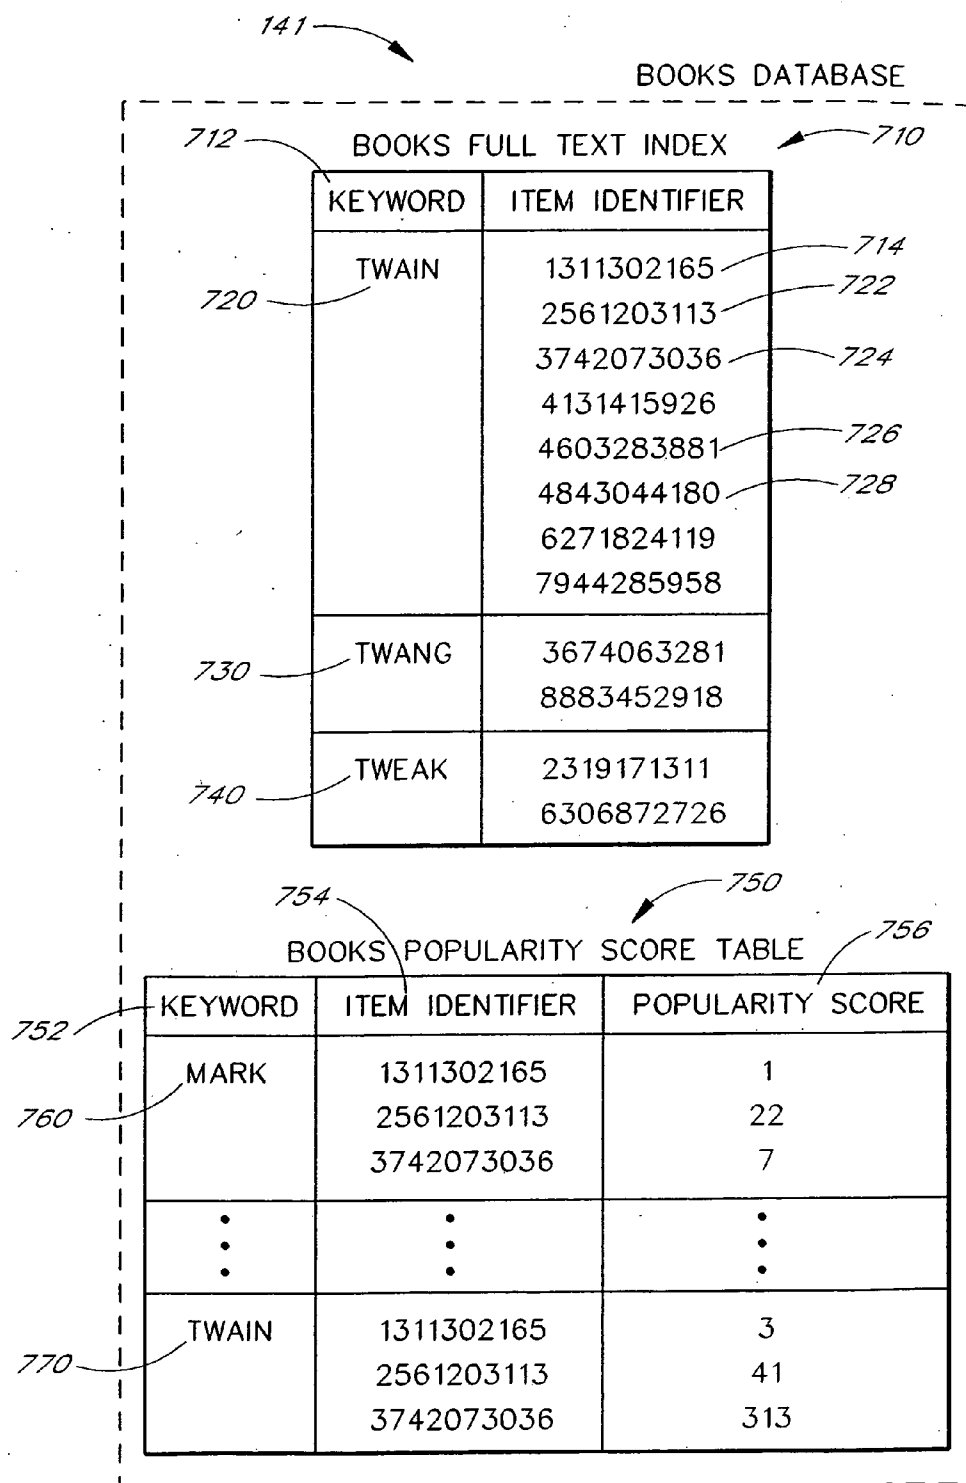 141
BOOKS DATABASE
712 BOOKS FULL TEXT INDEX 710
KEYWORD ITEM IDENTIFIER
TWAIN 1311302165 714
720 2561203113 722
3742073036 724
4131415926
4603283881 726
4843044180 728
6271824119
7944285958
TWANG 3674063281
730 8883452918
TWEAK 2319171311
740 6306872726
754 750
BOOKS POPULARITY SCORE TABLE 756
752 KEYWORD ITEM IDENTIFIER POPULARITY SCORE
MARK 1311302165 1
760 2561203113 22
3742073036 7
TWAIN 1311302165 3
770 2561203113 41
3742073036 313